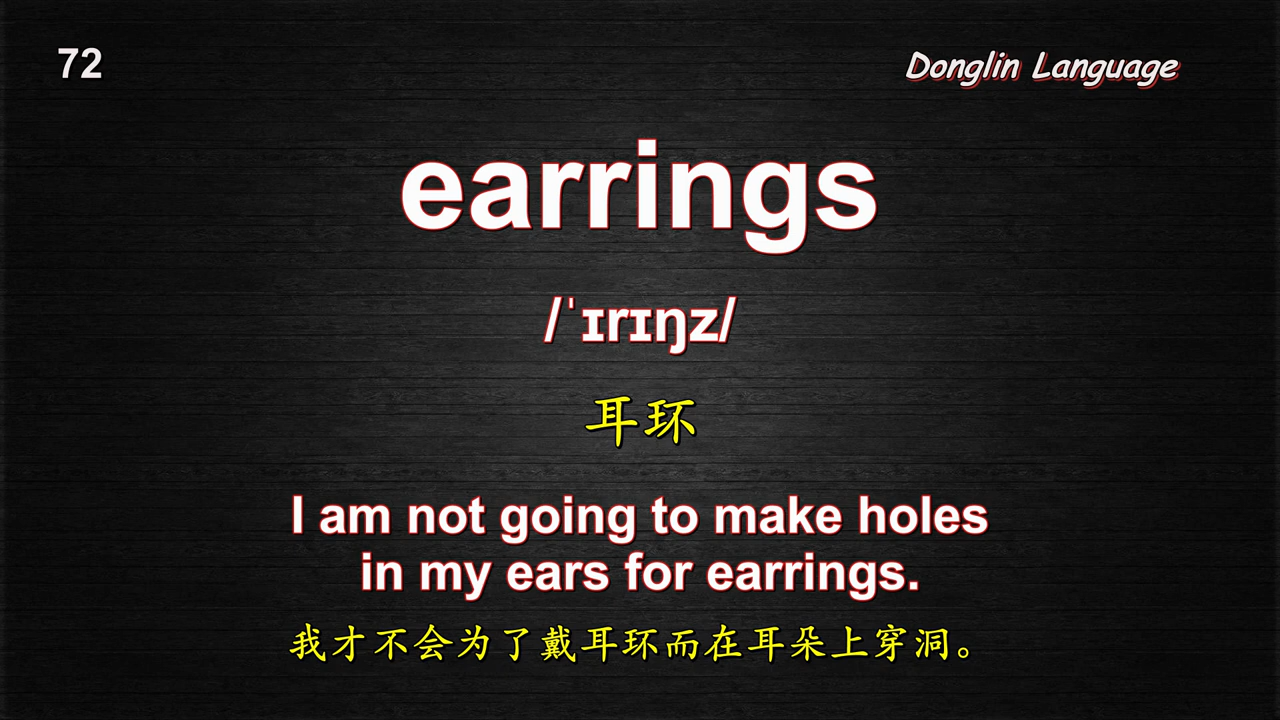 72
Donglin Language
earrings
/ˈɪrɪŋz/
耳环
I am not going to make holes
in my ears for earrings.
我才不会为了戴耳环而在耳朵上穿洞。